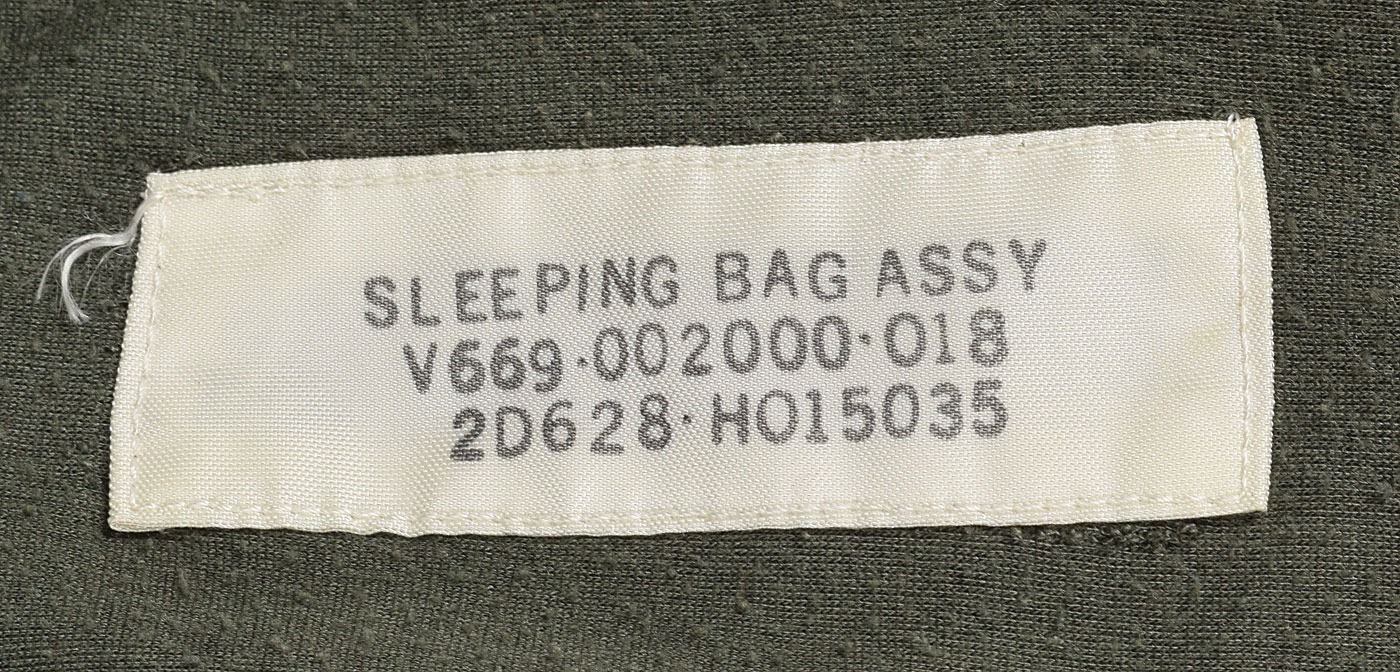 SLEEPING BAG ASSY
V669·002000·018
2D628·HO15035